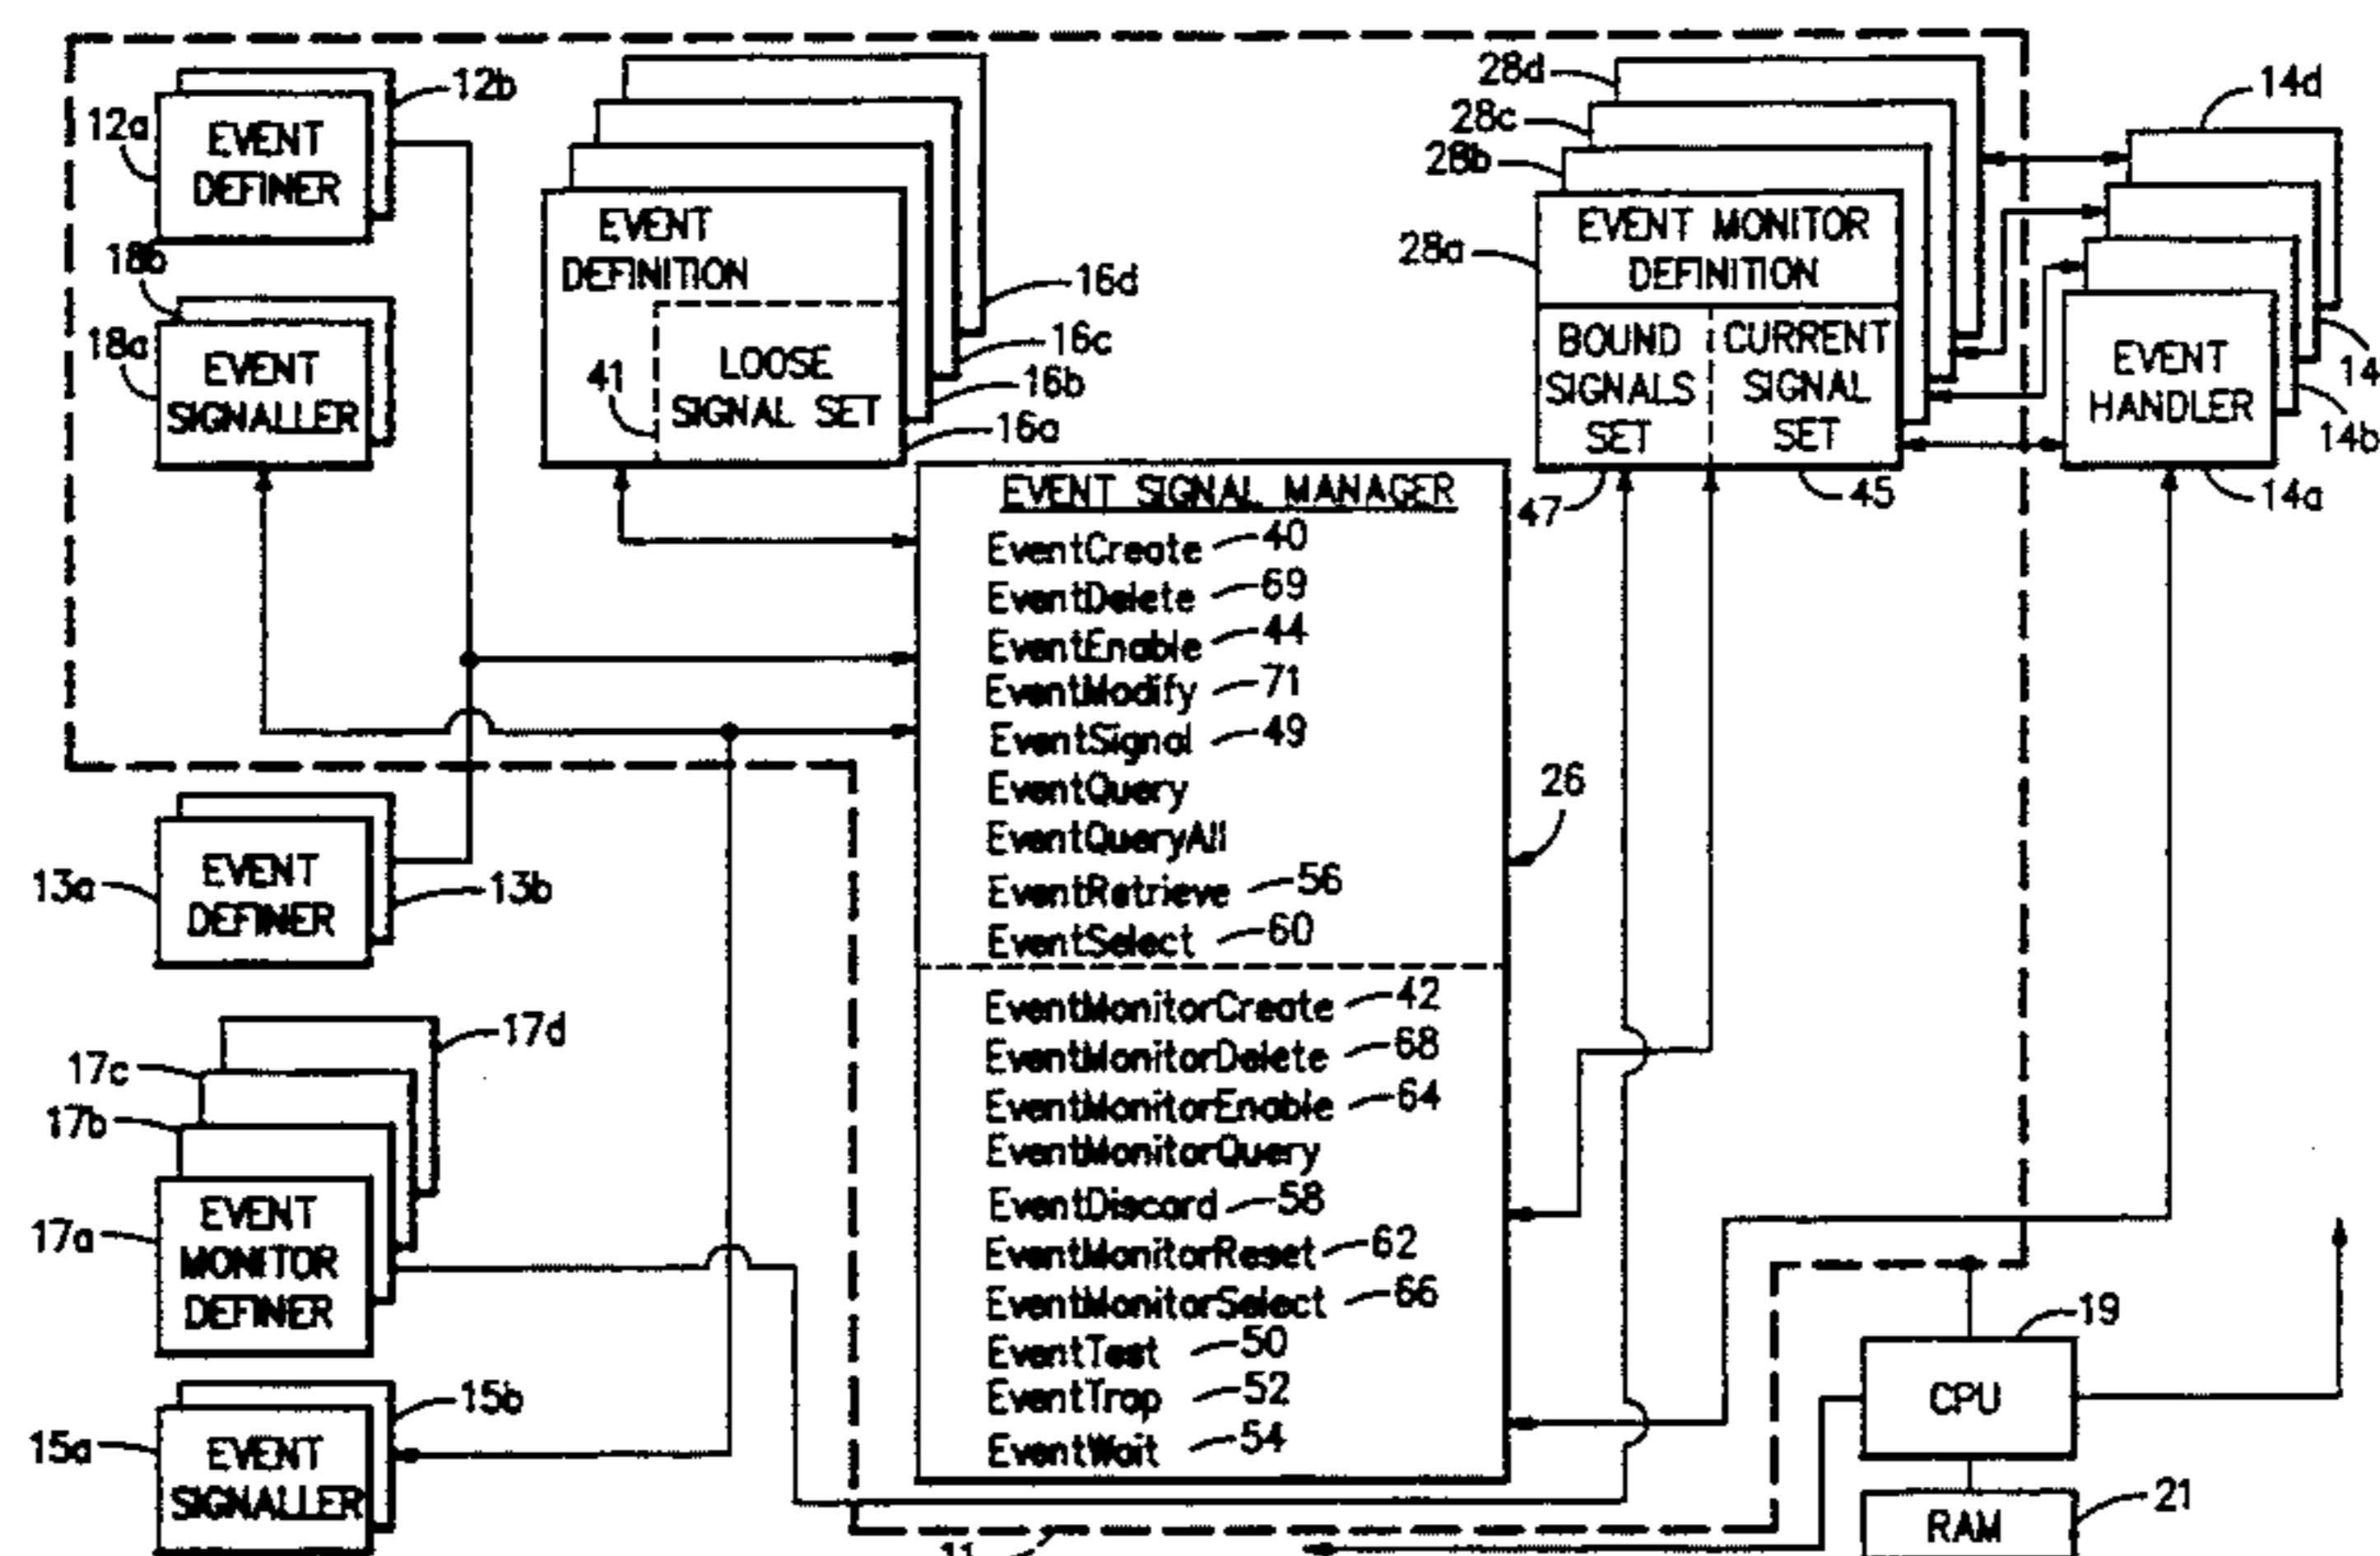 12a
12b
EVENT
DEFINER
18b
18a
EVENT
SIGNALLER
EVENT
DEFINITION
41
LOOSE
SIGNAL SET
16d
16c
16b
16a
28d
28c
28b
28a
EVENT MONITOR
DEFINITION
BOUND
SIGNALS
SET
CURRENT
SIGNAL
SET
47
45
14d
14
14b
14a
EVENT
HANDLER
EVENT SIGNAL MANAGER
EventCreate 40
EventDelete 69
EventEnable 44
EventModify 71
EventSignal 49
EventQuery
EventQueryAll
EventRetrieve 56
EventSelect 60
EventMonitorCreate 42
EventMonitorDelete 68
EventMonitorEnable 64
EventMonitorQuery
EventDiscard 58
EventMonitorReset 62
EventMonitorSelect 66
EventTest 50
EventTrap 52
EventWait 54
26
13a
EVENT
DEFINER
13b
17d
17c
17b
17a
EVENT
MONITOR
DEFINER
15b
15a
EVENT
SIGNALLER
19
CPU
21
RAM